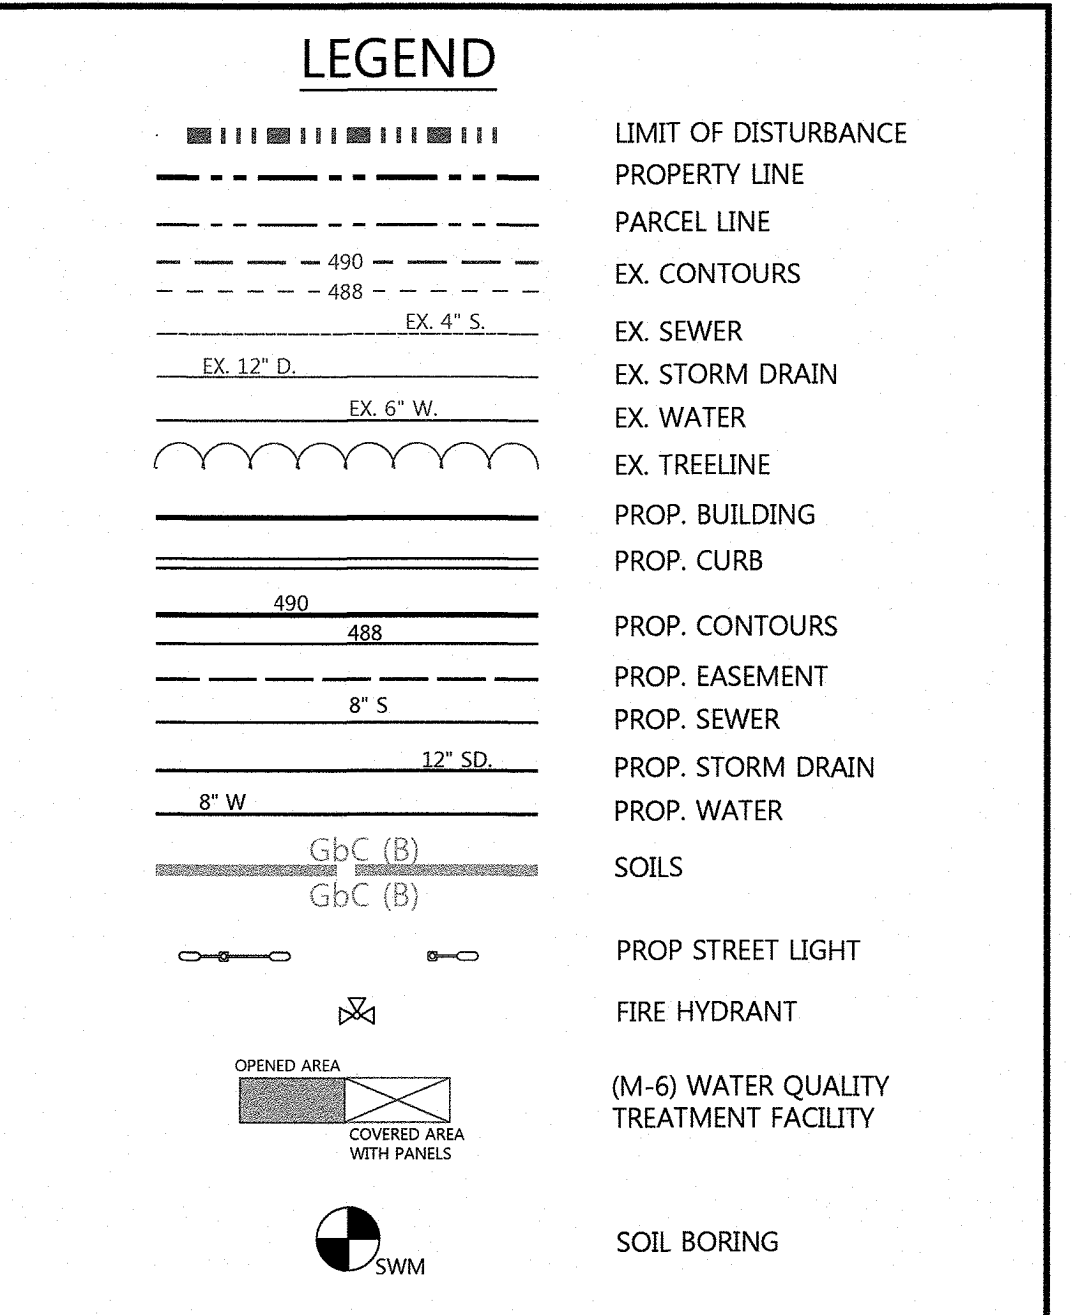 LEGEND
LIMIT OF DISTURBANCE
PROPERTY LINE
PARCEL LINE
490
488
EX. CONTOURS
EX. 4" S.
EX. SEWER
EX. 12" D.
EX. STORM DRAIN
EX. 6" W.
EX. WATER
EX. TREELINE
PROP. BUILDING
PROP. CURB
490
488
PROP. CONTOURS
PROP. EASEMENT
8" S
PROP. SEWER
12" SD.
PROP. STORM DRAIN
8" W
PROP. WATER
GbC (B)
GbC (B)
SOILS
PROP STREET LIGHT
FIRE HYDRANT
OPENED AREA
COVERED AREA
WITH PANELS
(M-6) WATER QUALITY
TREATMENT FACILITY
SWM
SOIL BORING